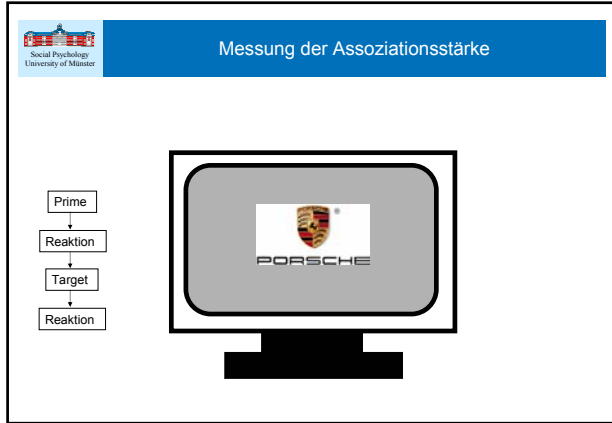 Social Psychology
University of Münster
Messung der Assoziationsstärke
Prime
Reaktion
Target
Reaktion
®
PORSCHE